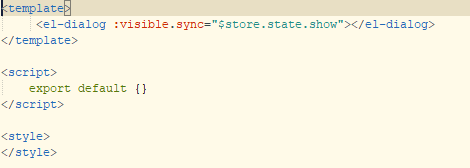 <template>
    <el-dialog :visible.sync="$store.state.show"></el-dialog>
</template>

<script>
    export default {}
</script>

<style>
</style>